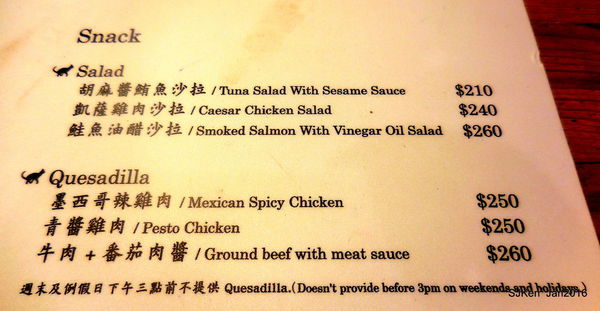 Snack
Salad
胡麻醬鮪魚沙拉 / Tuna Salad With Sesame Sauce $210
凱薩雞肉沙拉 / Caesar Chicken Salad $240
鮭魚油醋沙拉 / Smoked Salmon With Vinegar Oil Salad $260
Quesadilla
墨西哥辣雞肉 / Mexican Spicy Chicken $250
青醬雞肉 / Pesto Chicken $250
牛肉 + 番茄肉醬 / Ground beef with meat sauce $260
週末及例假日下午三點前不提供 Quesadilla.(Doesn't provide before 3pm on weekends and holidays.)
SJKen Jan2016